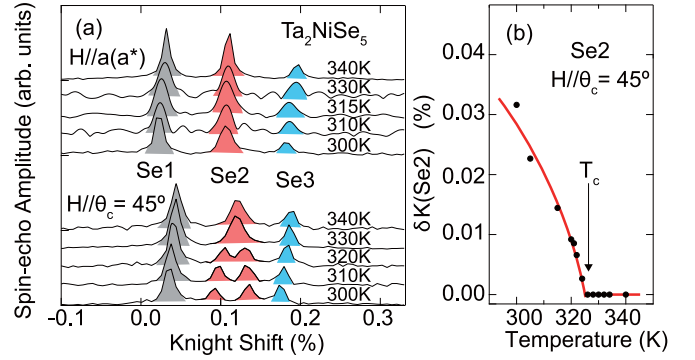 (a)
Ta₂NiSe₅
H//a(a*)
340K
330K
315K
310K
300K
Se1
Se2
Se3
H//θc = 45º
340K
330K
320K
310K
300K
-0.1
0.0
0.1
0.2
0.3
Knight Shift (%)
Spin-echo Amplitude (arb. units)
(b)
Se2
H//θc = 45º
Tc
0.04
0.03
0.02
0.01
0.00
δK(Se2) (%)
300
320
340
Temperature (K)